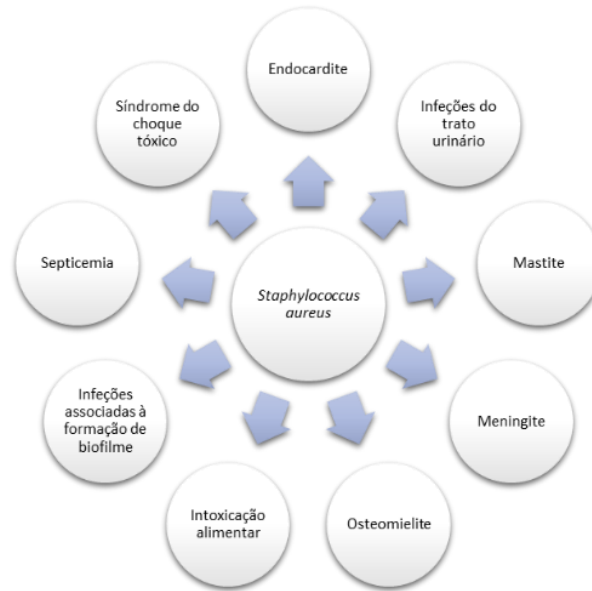 Endocardite
Infeções do
trato
urinário
Mastite
Meningite
Osteomielite
Intoxicação
alimentar
Infeções
associadas à
formação de
biofilme
Septicemia
Síndrome do
choque
tóxico
Staphylococcus
aureus